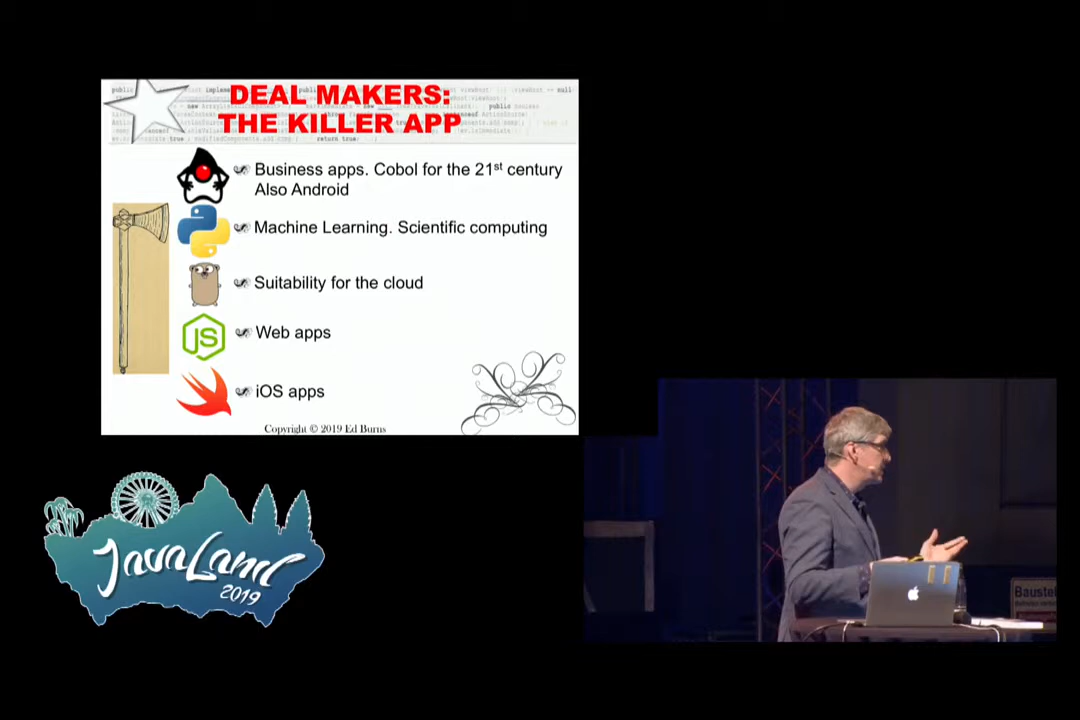 DEAL MAKERS:
THE KILLER APP
Business apps. Cobol for the 21st century
Also Android
Machine Learning. Scientific computing
Suitability for the cloud
JS
Web apps
iOS apps
Copyright © 2019 Ed Burns
JavaLand
2019